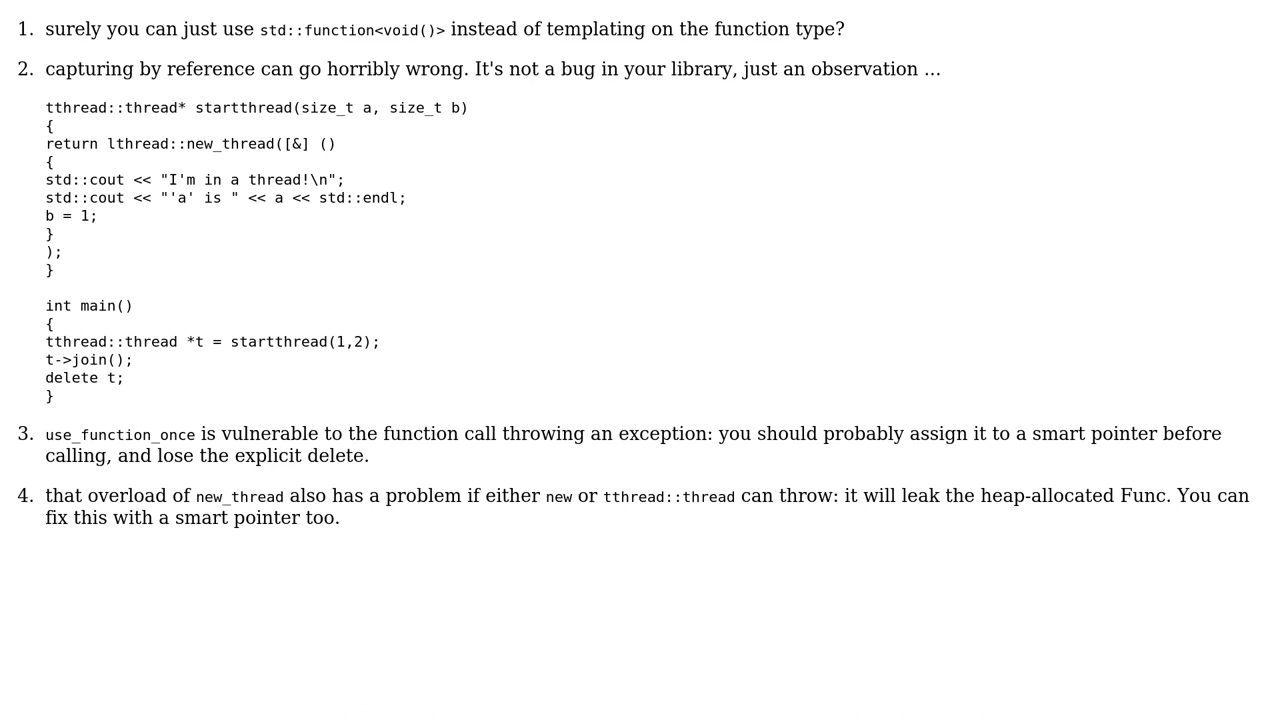 1. surely you can just use std::function<void()> instead of templating on the function type?
2. capturing by reference can go horribly wrong. It's not a bug in your library, just an observation ...
tthread::thread* startthread(size_t a, size_t b)
{
return lthread::new_thread([&] ()
{
std::cout << "I'm in a thread!\n";
std::cout << "'a' is " << a << std::endl;
b = 1;
}
);
}
int main()
{
tthread::thread *t = startthread(1,2);
t->join();
delete t;
}
3. use_function_once is vulnerable to the function call throwing an exception: you should probably assign it to a smart pointer before
calling, and lose the explicit delete.
4. that overload of new_thread also has a problem if either new or tthread::thread can throw: it will leak the heap-allocated Func. You can
fix this with a smart pointer too.